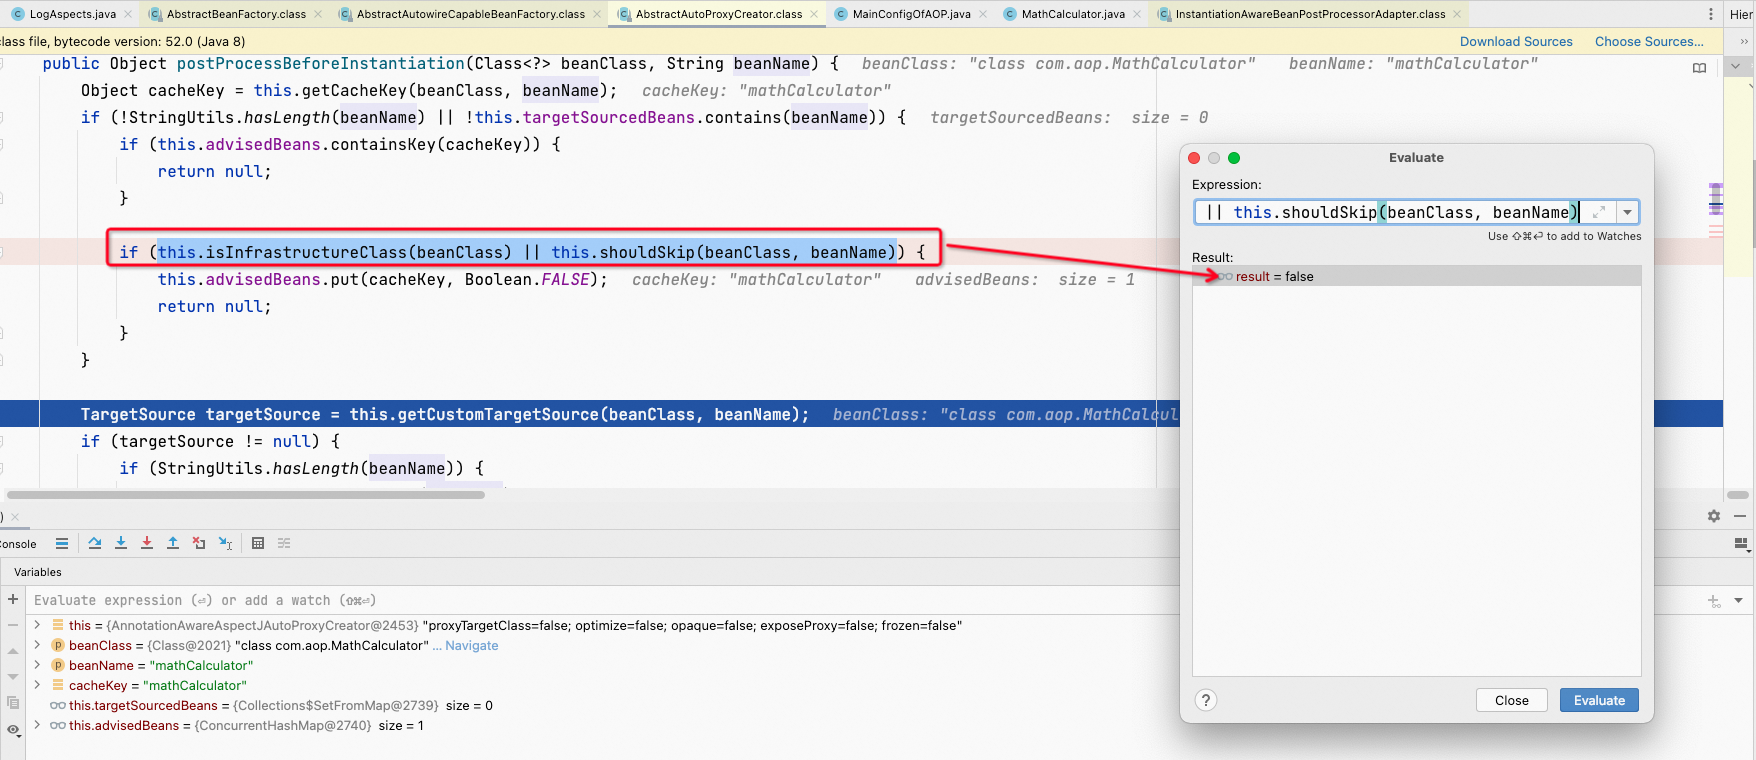 LogAspects.java AbstractBeanFactory.class AbstractAutowireCapableBeanFactory.class AbstractAutoProxyCreator.class MainConfigOfAOP.java MathCalculator.java InstantiationAwareBeanPostProcessorAdapter.class Hier
class file, bytecode version: 52.0 (Java 8) Download Sources Choose Sources...
public Object postProcessBeforeInstantiation(Class<?> beanClass, String beanName) { beanClass: "class com.aop.MathCalculator" beanName: "mathCalculator"
Object cacheKey = this.getCacheKey(beanClass, beanName); cacheKey: "mathCalculator"
if (!StringUtils.hasLength(beanName) || !this.targetSourcedBeans.contains(beanName)) { targetSourcedBeans: size = 0
if (this.advisedBeans.containsKey(cacheKey)) {
return null;
}
if (this.isInfrastructureClass(beanClass) || this.shouldSkip(beanClass, beanName)) {
this.advisedBeans.put(cacheKey, Boolean.FALSE); cacheKey: "mathCalculator" advisedBeans: size = 1
return null;
}
}
TargetSource targetSource = this.getCustomTargetSource(beanClass, beanName); beanClass: "class com.aop.MathCalcul
if (targetSource != null) {
if (StringUtils.hasLength(beanName)) {
Evaluate
Expression:
|| this.shouldSkip(beanClass, beanName)
Use ⇧⌘⏎ to add to Watches
Result:
result = false
? Close Evaluate
)
Console
Variables
Evaluate expression (⏎) or add a watch (⇧⌘⏎)
this = {AnnotationAwareAspectJAutoProxyCreator@2453} "proxyTargetClass=false; optimize=false; opaque=false; exposeProxy=false; frozen=false"
beanClass = {Class@2021} "class com.aop.MathCalculator" ... Navigate
beanName = "mathCalculator"
cacheKey = "mathCalculator"
this.targetSourcedBeans = {Collections$SetFromMap@2739} size = 0
this.advisedBeans = {ConcurrentHashMap@2740} size = 1